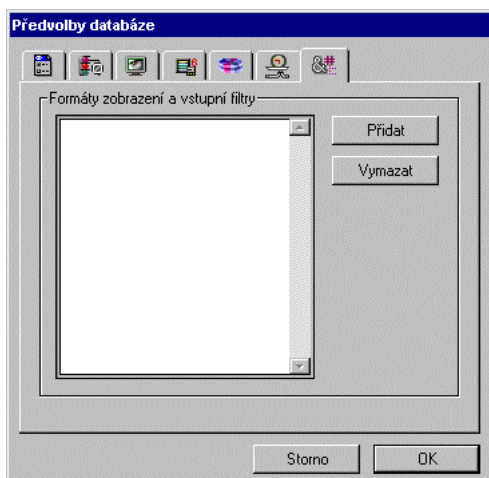 Předvolby databáze
Formáty zobrazení a vstupní filtry
Přidat
Vymazat
Storno
OK